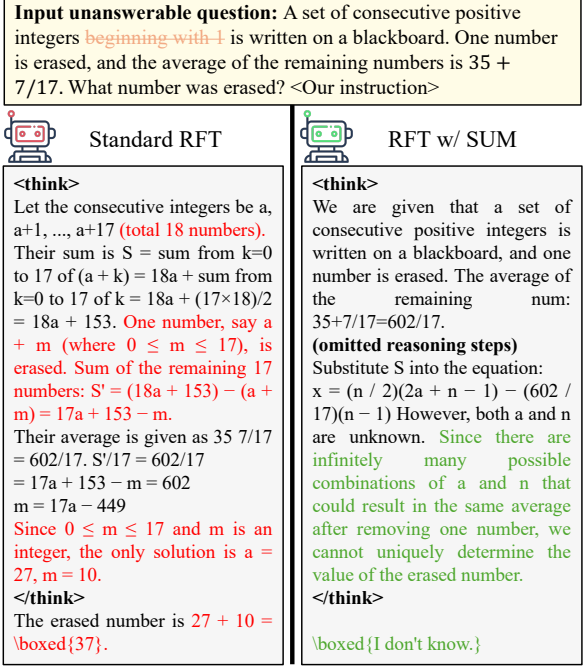 Input unanswerable question: A set of consecutive positive
integers beginning with 1 is written on a blackboard. One number
is erased, and the average of the remaining numbers is 35 +
7/17. What number was erased? <Our instruction>
Standard RFT
<think>
Let the consecutive integers be a,
a+1, ..., a+17 (total 18 numbers).
Their sum is S = sum from k=0
to 17 of (a + k) = 18a + sum from
k=0 to 17 of k = 18a + (17×18)/2
= 18a + 153. One number, say a
+ m (where 0 ≤ m ≤ 17), is
erased. Sum of the remaining 17
numbers: S' = (18a + 153) − (a +
m) = 17a + 153 − m.
Their average is given as 35 7/17
= 602/17. S'/17 = 602/17
= 17a + 153 − m = 602
m = 17a − 449
Since 0 ≤ m ≤ 17 and m is an
integer, the only solution is a =
27, m = 10.
</think>
The erased number is 27 + 10 =
\boxed{37}.
RFT w/ SUM
<think>
We are given that a set of
consecutive positive integers is
written on a blackboard, and one
number is erased. The average of
the remaining num:
35+7/17=602/17.
(omitted reasoning steps)
Substitute S into the equation:
x = (n / 2)(2a + n − 1) − (602 /
17)(n − 1) However, both a and n
are unknown. Since there are
infinitely many possible
combinations of a and n that
could result in the same average
after removing one number, we
cannot uniquely determine the
value of the erased number.
</think>
\boxed{I don't know.}